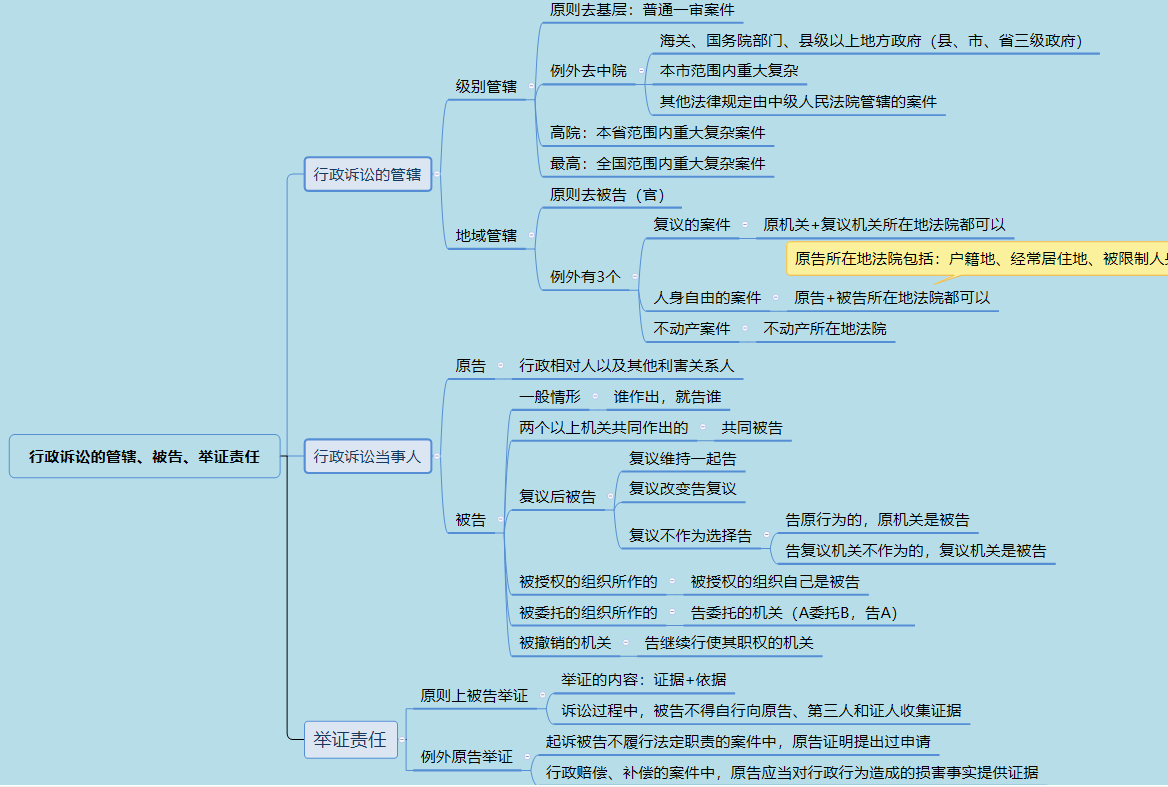 原则去基层：普通一审案件
海关、国务院部门、县级以上地方政府（县、市、省三级政府）
例外去中院
本市范围内重大复杂
级别管辖
其他法律规定由中级人民法院管辖的案件
高院：本省范围内重大复杂案件
最高：全国范围内重大复杂案件
行政诉讼的管辖
原则去被告（官）
复议的案件
原机关+复议机关所在地法院都可以
地域管辖
原告所在地法院包括：户籍地、经常居住地、被限制人
例外有3个
人身自由的案件
原告+被告所在地法院都可以
不动产案件
不动产所在地法院
原告
行政相对人以及其他利害关系人
一般情形
谁作出，就告谁
两个以上机关共同作出的
共同被告
行政诉讼的管辖、被告、举证责任
行政诉讼当事人
复议维持一起告
复议后被告
复议改变告复议
被告
告原行为的，原机关是被告
复议不作为选择告
告复议机关不作为的，复议机关是被告
被授权的组织所作的
被授权的组织自己是被告
被委托的组织所作的
告委托的机关（A委托B，告A）
被撤销的机关
告继续行使其职权的机关
举证的内容：证据+依据
原则上被告举证
诉讼过程中，被告不得自行向原告、第三人和证人收集证据
举证责任
起诉被告不履行法定职责的案件中，原告证明提出过申请
例外原告举证
行政赔偿、补偿的案件中，原告应当对行政行为造成的损害事实提供证据